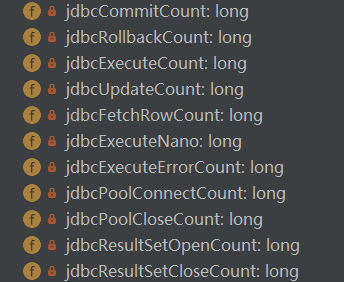 f jdbcCommitCount: long
f jdbcRollbackCount: long
f jdbcExecuteCount: long
f jdbcUpdateCount: long
f jdbcFetchRowCount: long
f jdbcExecuteNano: long
f jdbcExecuteErrorCount: long
f jdbcPoolConnectCount: long
f jdbcPoolCloseCount: long
f jdbcResultSetOpenCount: long
f jdbcResultSetCloseCount: long